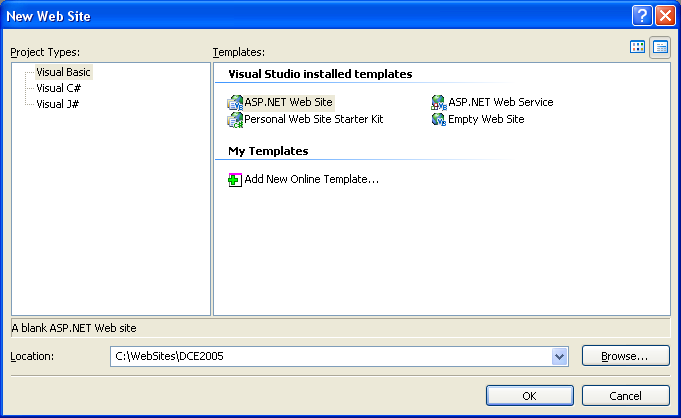 New Web Site
Project Types:
Templates:
Visual Basic
Visual C#
Visual J#
Visual Studio installed templates
ASP.NET Web Site
ASP.NET Web Service
Personal Web Site Starter Kit
Empty Web Site
My Templates
Add New Online Template...
A blank ASP.NET Web site
Location:
C:\WebSites\DCE2005
Browse...
OK
Cancel